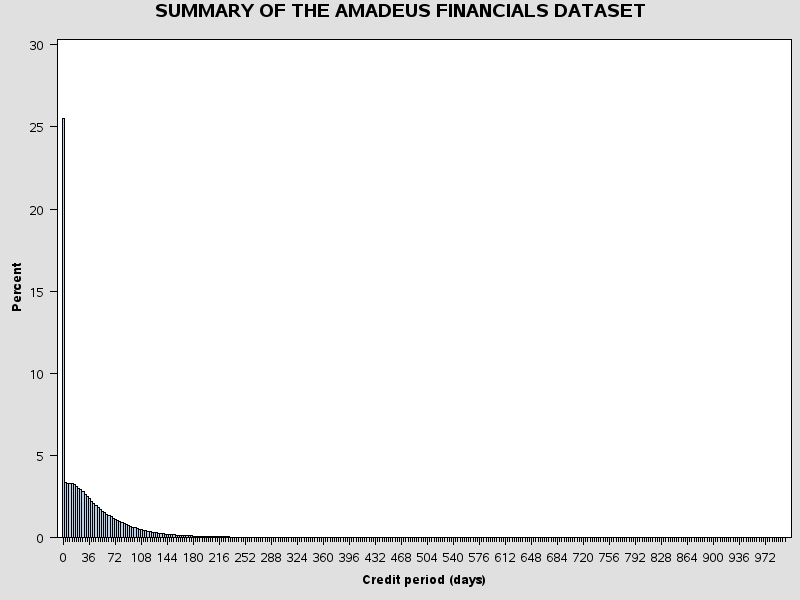 SUMMARY OF THE AMADEUS FINANCIALS DATASET
30
25
20
15
10
5
0
Percent
0 36 72 108 144 180 216 252 288 324 360 396 432 468 504 540 576 612 648 684 720 756 792 828 864 900 936 972
Credit period (days)